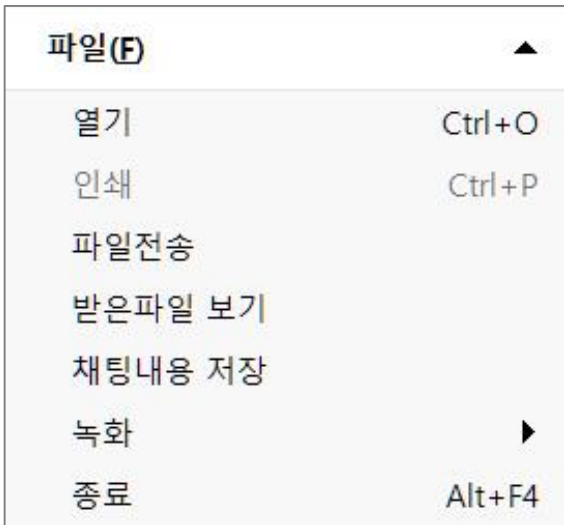 파일(F)
열기 Ctrl+O
인쇄 Ctrl+P
파일전송
받은파일 보기
채팅내용 저장
녹화
종료 Alt+F4